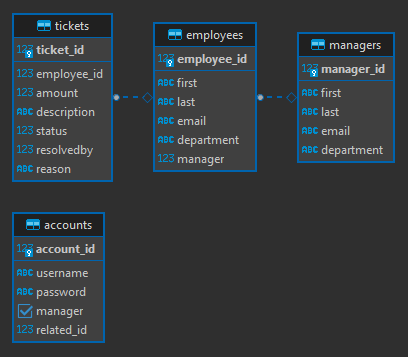 tickets
123 ticket_id
123 employee_id
123 amount
ABC description
123 status
123 resolvedby
ABC reason
employees
123 employee_id
ABC first
ABC last
ABC email
ABC department
123 manager
managers
123 manager_id
ABC first
ABC last
ABC email
ABC department
accounts
123 account_id
ABC username
ABC password
manager
123 related_id